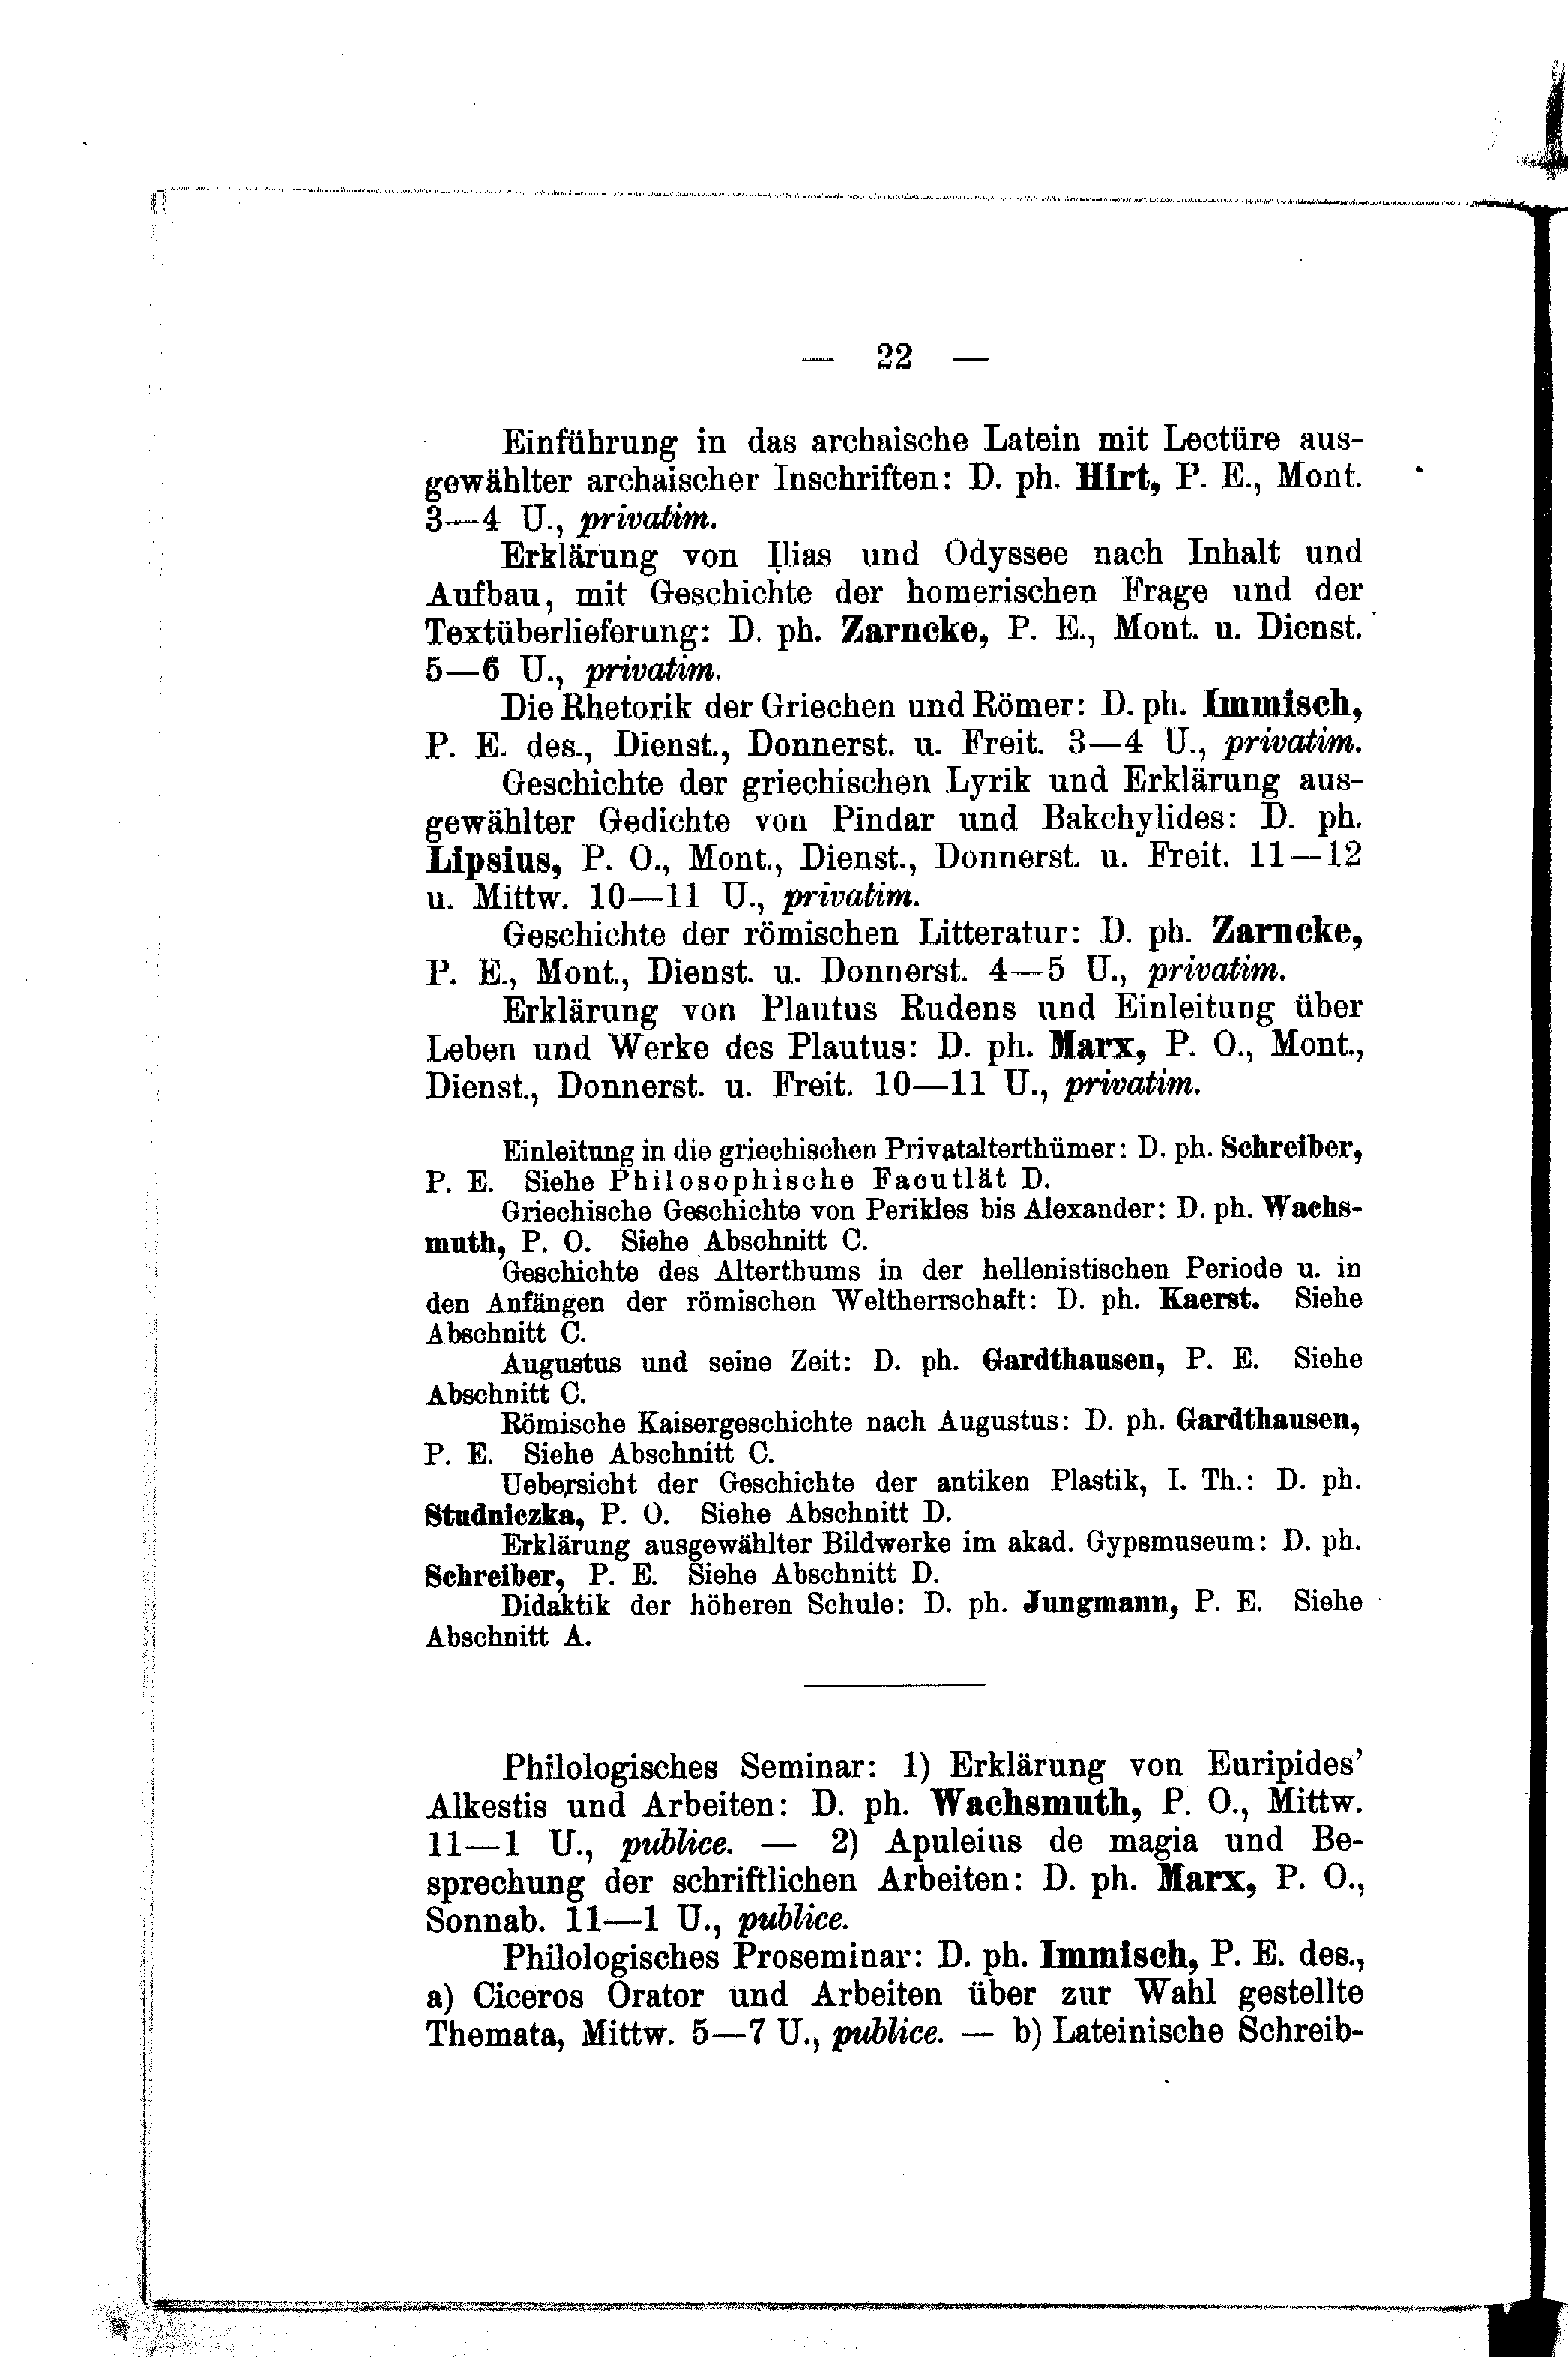 — 22 —
Einführung in das archaische Latein mit Lectüre aus-
gewählter archaischer Inschriften: D. ph. Hirt, P. E., Mont.
3—4 U., privatim.
Erklärung von Ilias und Odyssee nach Inhalt und
Aufbau, mit Geschichte der homerischen Frage und der
Textüberlieferung: D. ph. Zarncke, P. E., Mont. u. Dienst.
5—6 U., privatim.
Die Rhetorik der Griechen und Römer: D. ph. Immisch,
P. E. des., Dienst., Donnerst. u. Freit. 3—4 U., privatim.
Geschichte der griechischen Lyrik und Erklärung aus-
gewählter Gedichte von Pindar und Bakchylides: D. ph.
Lipsius, P. O., Mont., Dienst., Donnerst. u. Freit. 11—12
u. Mittw. 10—11 U., privatim.
Geschichte der römischen Litteratur: D. ph. Zarncke,
P. E., Mont., Dienst. u. Donnerst. 4—5 U., privatim.
Erklärung von Plautus Rudens und Einleitung über
Leben und Werke des Plautus: D. ph. Marx, P. O., Mont.,
Dienst., Donnerst. u. Freit. 10—11 U., privatim.
Einleitung in die griechischen Privatalterthümer: D. ph. Schreiber,
P. E. Siehe Philosophische Facutlät D.
Griechische Geschichte von Perikles bis Alexander: D. ph. Wachs-
muth, P. O. Siehe Abschnitt C.
Geschichte des Alterthums in der hellenistischen Periode u. in
den Anfängen der römischen Weltherrschaft: D. ph. Kaerst. Siehe
Abschnitt C.
Augustus und seine Zeit: D. ph. Gardthausen, P. E. Siehe
Abschnitt C.
Römische Kaisergeschichte nach Augustus: D. ph. Gardthausen,
P. E. Siehe Abschnitt C.
Uebersicht der Geschichte der antiken Plastik, I. Th.: D. ph.
Studniczka, P. O. Siehe Abschnitt D.
Erklärung ausgewählter Bildwerke im akad. Gypsmuseum: D. ph.
Schreiber, P. E. Siehe Abschnitt D.
Didaktik der höheren Schule: D. ph. Jungmann, P. E. Siehe
Abschnitt A.
Philologisches Seminar: 1) Erklärung von Euripides'
Alkestis und Arbeiten: D. ph. Wachsmuth, P. O., Mittw.
11—1 U., publice. — 2) Apuleius de magia und Be-
sprechung der schriftlichen Arbeiten: D. ph. Marx, P. O.,
Sonnab. 11—1 U., publice.
Philologisches Proseminar: D. ph. Immisch, P. E. des.,
a) Ciceros Orator und Arbeiten über zur Wahl gestellte
Themata, Mittw. 5—7 U., publice. — b) Lateinische Schreib-